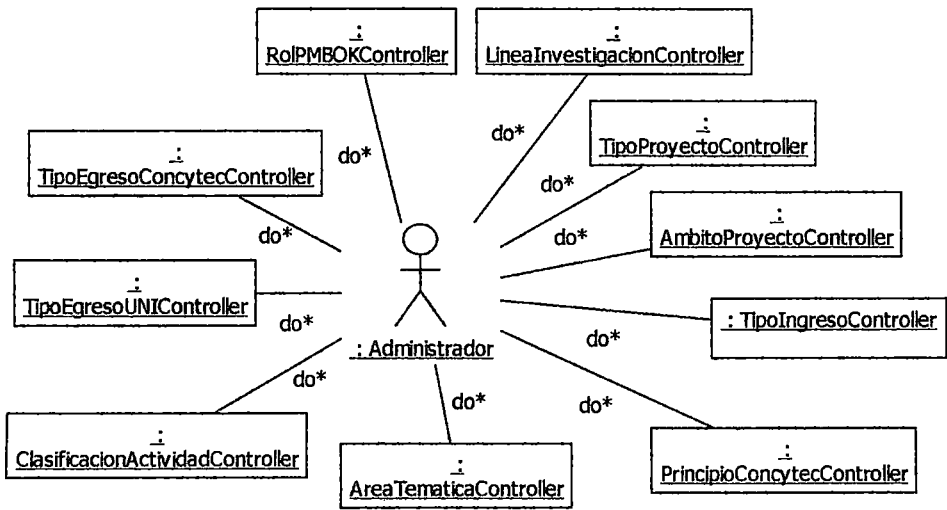 :
RolPMBOKController
:
LineaInvestigacionController
do*
do*
:
TipoProyectoController
:
TipoEgresoConcytecController
do*
do*
do*
:
AmbitoProyectoController
:
TipoEgresoUNIController
do*
: TipoIngresoController
do*
: Administrador
do*
do*
do*
:
ClasificacionActividadController
:
AreaTematicaController
:
PrincipioConcytecController